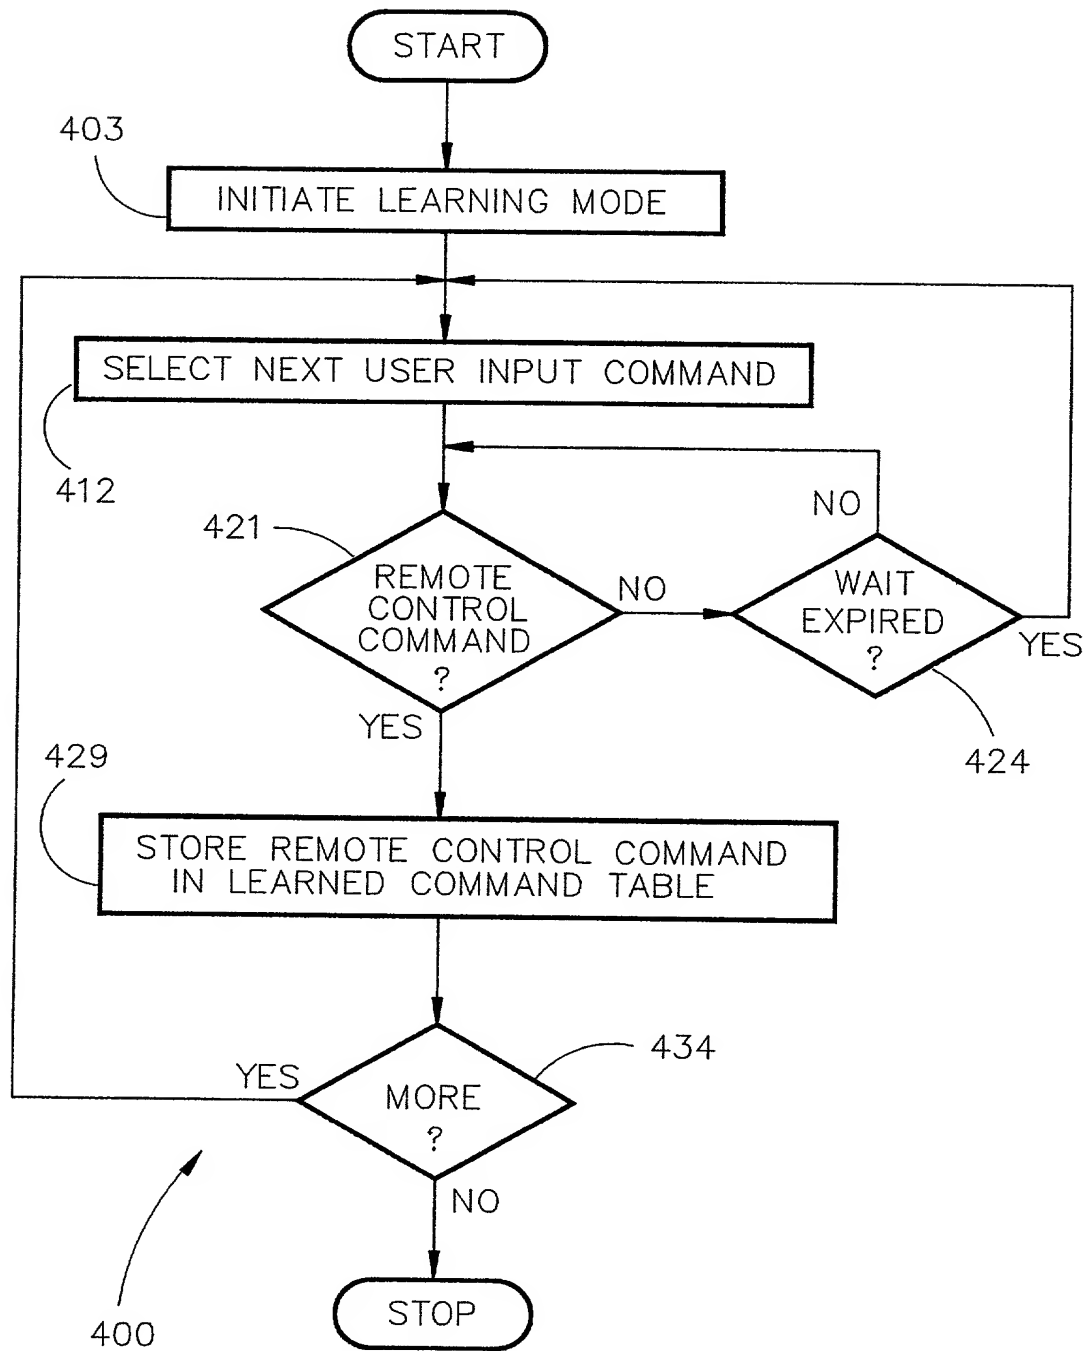 START
403
INITIATE LEARNING MODE
SELECT NEXT USER INPUT COMMAND
412
NO
421
REMOTE
CONTROL
COMMAND
?
NO
WAIT
EXPIRED
?
YES
YES
424
429
STORE REMOTE CONTROL COMMAND
IN LEARNED COMMAND TABLE
434
YES
MORE
?
NO
STOP
400